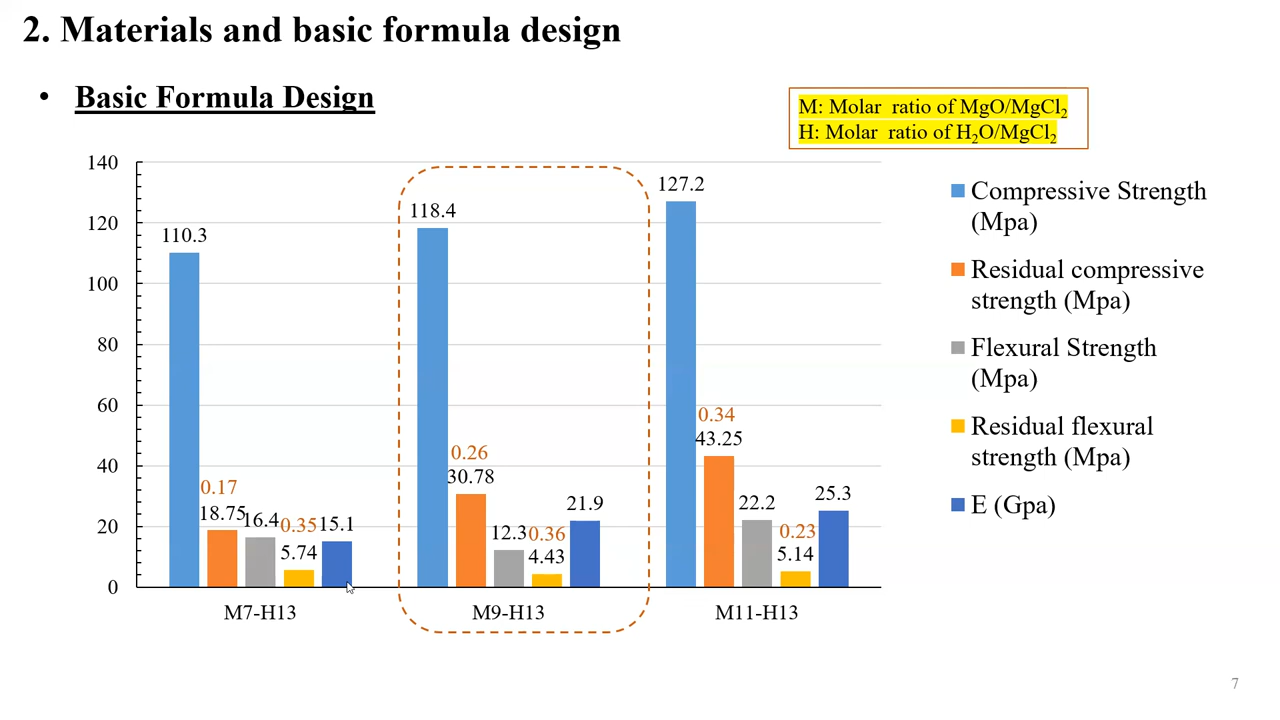 2. Materials and basic formula design
• Basic Formula Design
M: Molar ratio of MgO/MgCl₂
H: Molar ratio of H₂O/MgCl₂
140
120
100
80
60
40
20
0
110.3
0.17
18.75
16.4
0.35
5.74
15.1
118.4
0.26
30.78
12.3
0.36
4.43
21.9
127.2
0.34
43.25
22.2
0.23
5.14
25.3
M7-H13
M9-H13
M11-H13
Compressive Strength
(Mpa)
Residual compressive
strength (Mpa)
Flexural Strength
(Mpa)
Residual flexural
strength (Mpa)
E (Gpa)
7